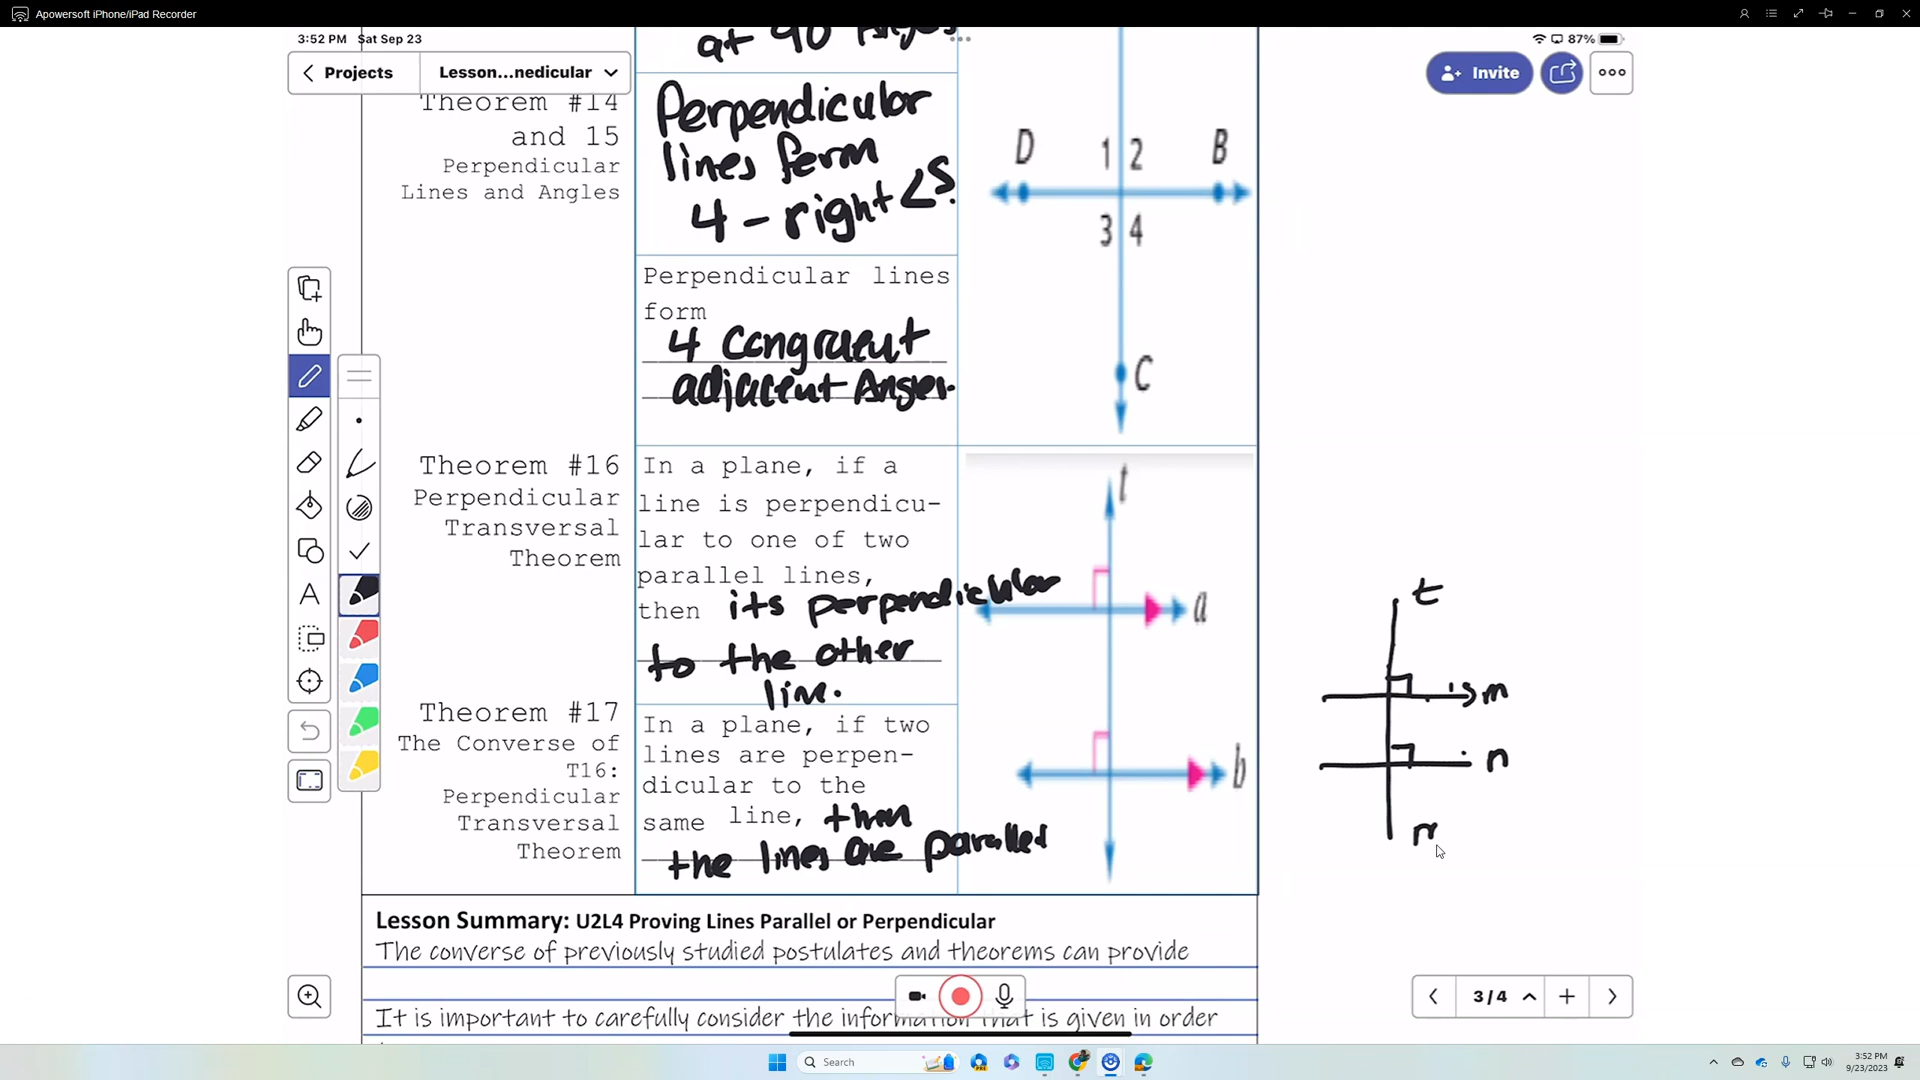 Apowersoft iPhone/iPad Recorder
3:52 PM Sat Sep 23
87%
Projects
Lesson...nedicular
Invite
at 90 Angles
Theorem #14
and 15
Perpendicular
Lines and Angles
Perpendicular
lines form
4 - right <s.
Perpendicular lines
form
4 Congruent
adjacent Angles.
D
1 2
B
3 4
C
Theorem #16
Perpendicular
Transversal
Theorem
In a plane, if a
line is perpendicu-
lar to one of two
parallel lines,
then its perpendicular
to the other
line.
t
a
b
Theorem #17
The Converse of
T16:
Perpendicular
Transversal
Theorem
In a plane, if two
lines are perpen-
dicular to the
same line, then
the lines are parallel
t
m
n
Lesson Summary: U2L4 Proving Lines Parallel or Perpendicular
The converse of previously studied postulates and theorems can provide
It is important to carefully consider the information that is given in order
3/4
Search
3:52 PM
9/23/2023